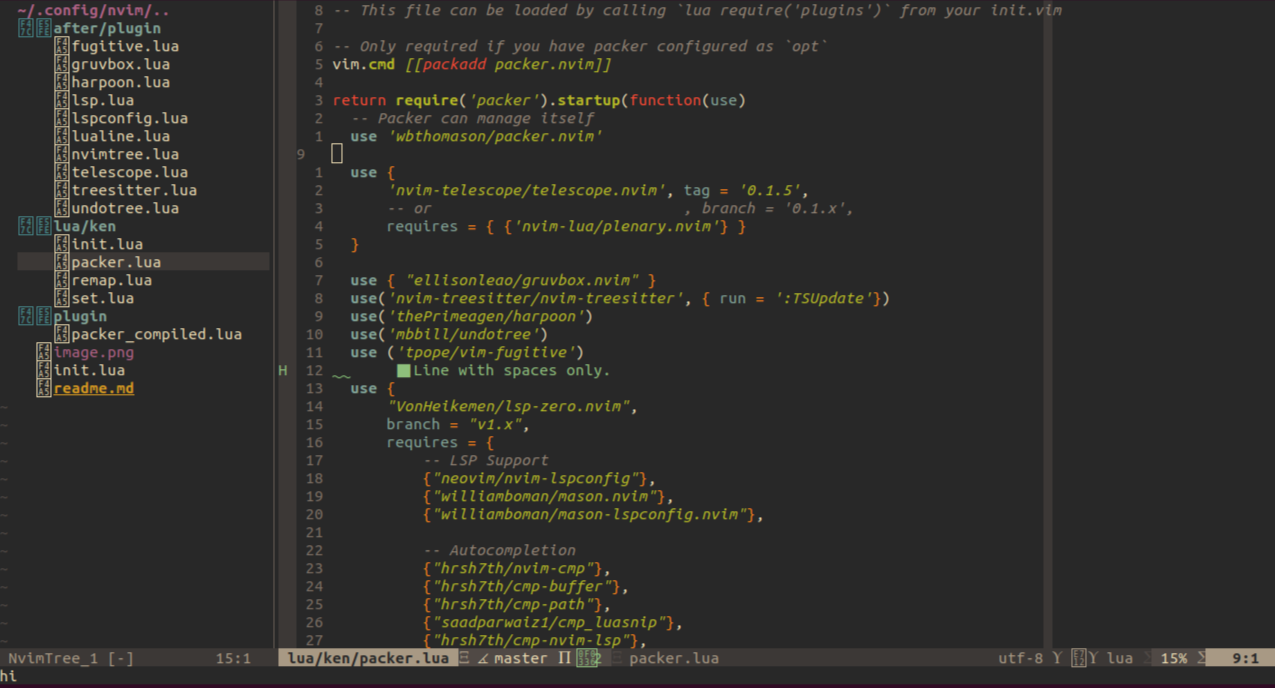 ~/.config/nvim/..
after/plugin
fugitive.lua
gruvbox.lua
harpoon.lua
lsp.lua
lspconfig.lua
lualine.lua
nvimtree.lua
telescope.lua
treesitter.lua
undotree.lua
lua/ken
init.lua
packer.lua
remap.lua
set.lua
plugin
packer_compiled.lua
image.png
init.lua
readme.md
8 -- This file can be loaded by calling `lua require('plugins')` from your init.vim
7
6 -- Only required if you have packer configured as `opt`
5 vim.cmd [[packadd packer.nvim]]
4
3 return require('packer').startup(function(use)
2 -- Packer can manage itself
1 use 'wbthomason/packer.nvim'
9
1 use {
2 'nvim-telescope/telescope.nvim', tag = '0.1.5',
3 -- or , branch = '0.1.x',
4 requires = { {'nvim-lua/plenary.nvim'} }
5 }
6
7 use { "ellisonleao/gruvbox.nvim" }
8 use('nvim-treesitter/nvim-treesitter', { run = ':TSUpdate'})
9 use('thePrimeagen/harpoon')
10 use('mbbill/undotree')
11 use ('tpope/vim-fugitive')
H 12 ■Line with spaces only.
13 use {
14 "VonHeikemen/lsp-zero.nvim",
15 branch = "v1.x",
16 requires = {
17 -- LSP Support
18 {"neovim/nvim-lspconfig"},
19 {"williamboman/mason.nvim"},
20 {"williamboman/mason-lspconfig.nvim"},
21
22 -- Autocompletion
23 {"hrsh7th/nvim-cmp"},
24 {"hrsh7th/cmp-buffer"},
25 {"hrsh7th/cmp-path"},
26 {"saadparwaiz1/cmp_luasnip"},
27 {"hrsh7th/cmp-nvim-lsp"},
NvimTree_1 [-] 15:1 lua/ken/packer.lua master 2 packer.lua utf-8 lua 15% 9:1
hi